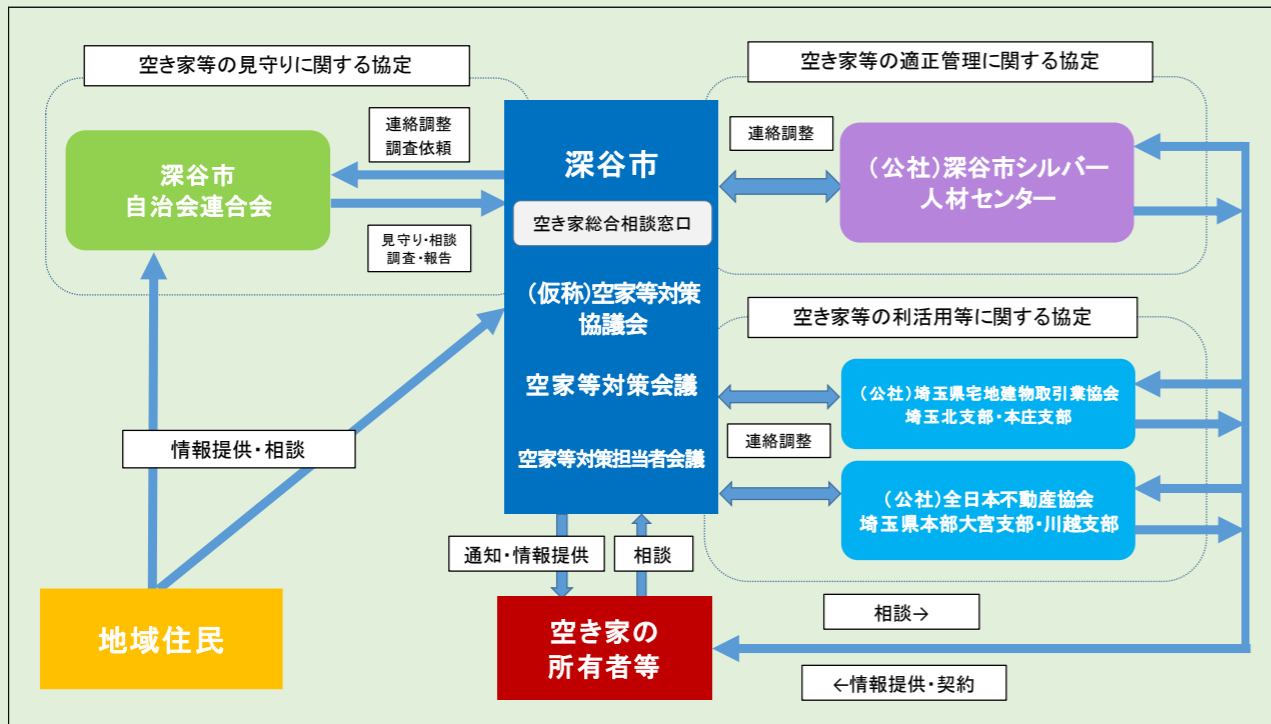 空き家等の見守りに関する協定
空き家等の適正管理に関する協定
連絡調整
調査依頼
深谷市
自治会連合会
見守り・相談
調査・報告
深谷市
空き家総合相談窓口
(仮称)空家等対策
協議会
空家等対策会議
空家等対策担当者会議
連絡調整
(公社)深谷市シルバー
人材センター
空き家等の利活用等に関する協定
(公社)埼玉県宅地建物取引業協会
埼玉北支部・本庄支部
連絡調整
(公社)全日本不動産協会
埼玉県本部大宮支部・川越支部
情報提供・相談
通知・情報提供
相談
地域住民
空き家の
所有者等
相談→
←情報提供・契約